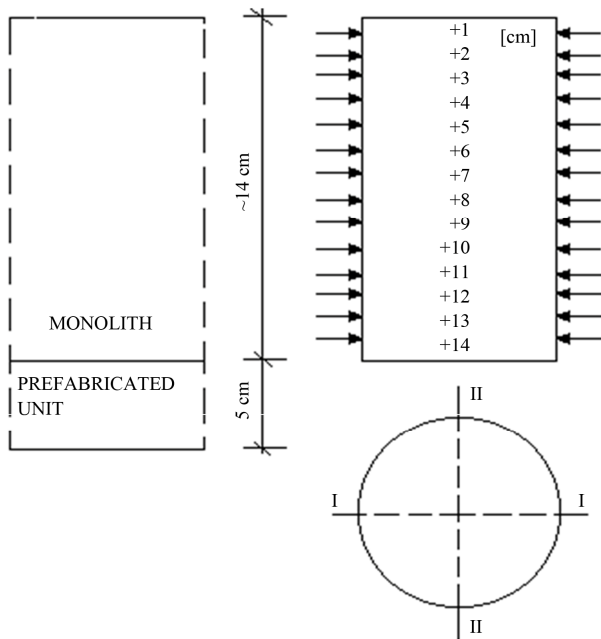 MONOLITH
PREFABRICATED
UNIT
~14 cm
5 cm
[cm]
+1
+2
+3
+4
+5
+6
+7
+8
+9
+10
+11
+12
+13
+14
II
I
I
II